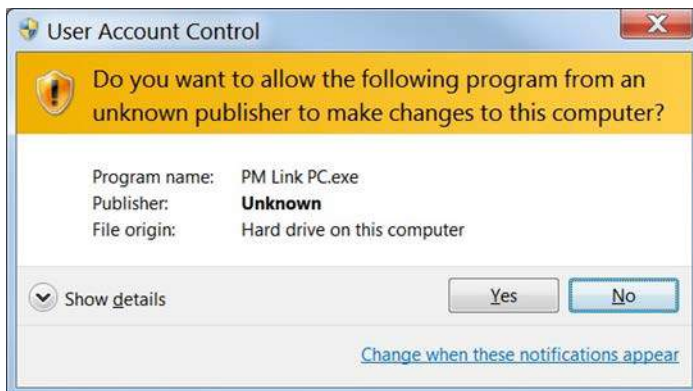 User Account Control
Do you want to allow the following program from an
unknown publisher to make changes to this computer?
Program name: PM Link PC.exe
Publisher: Unknown
File origin: Hard drive on this computer
Show details
Yes
No
Change when these notifications appear